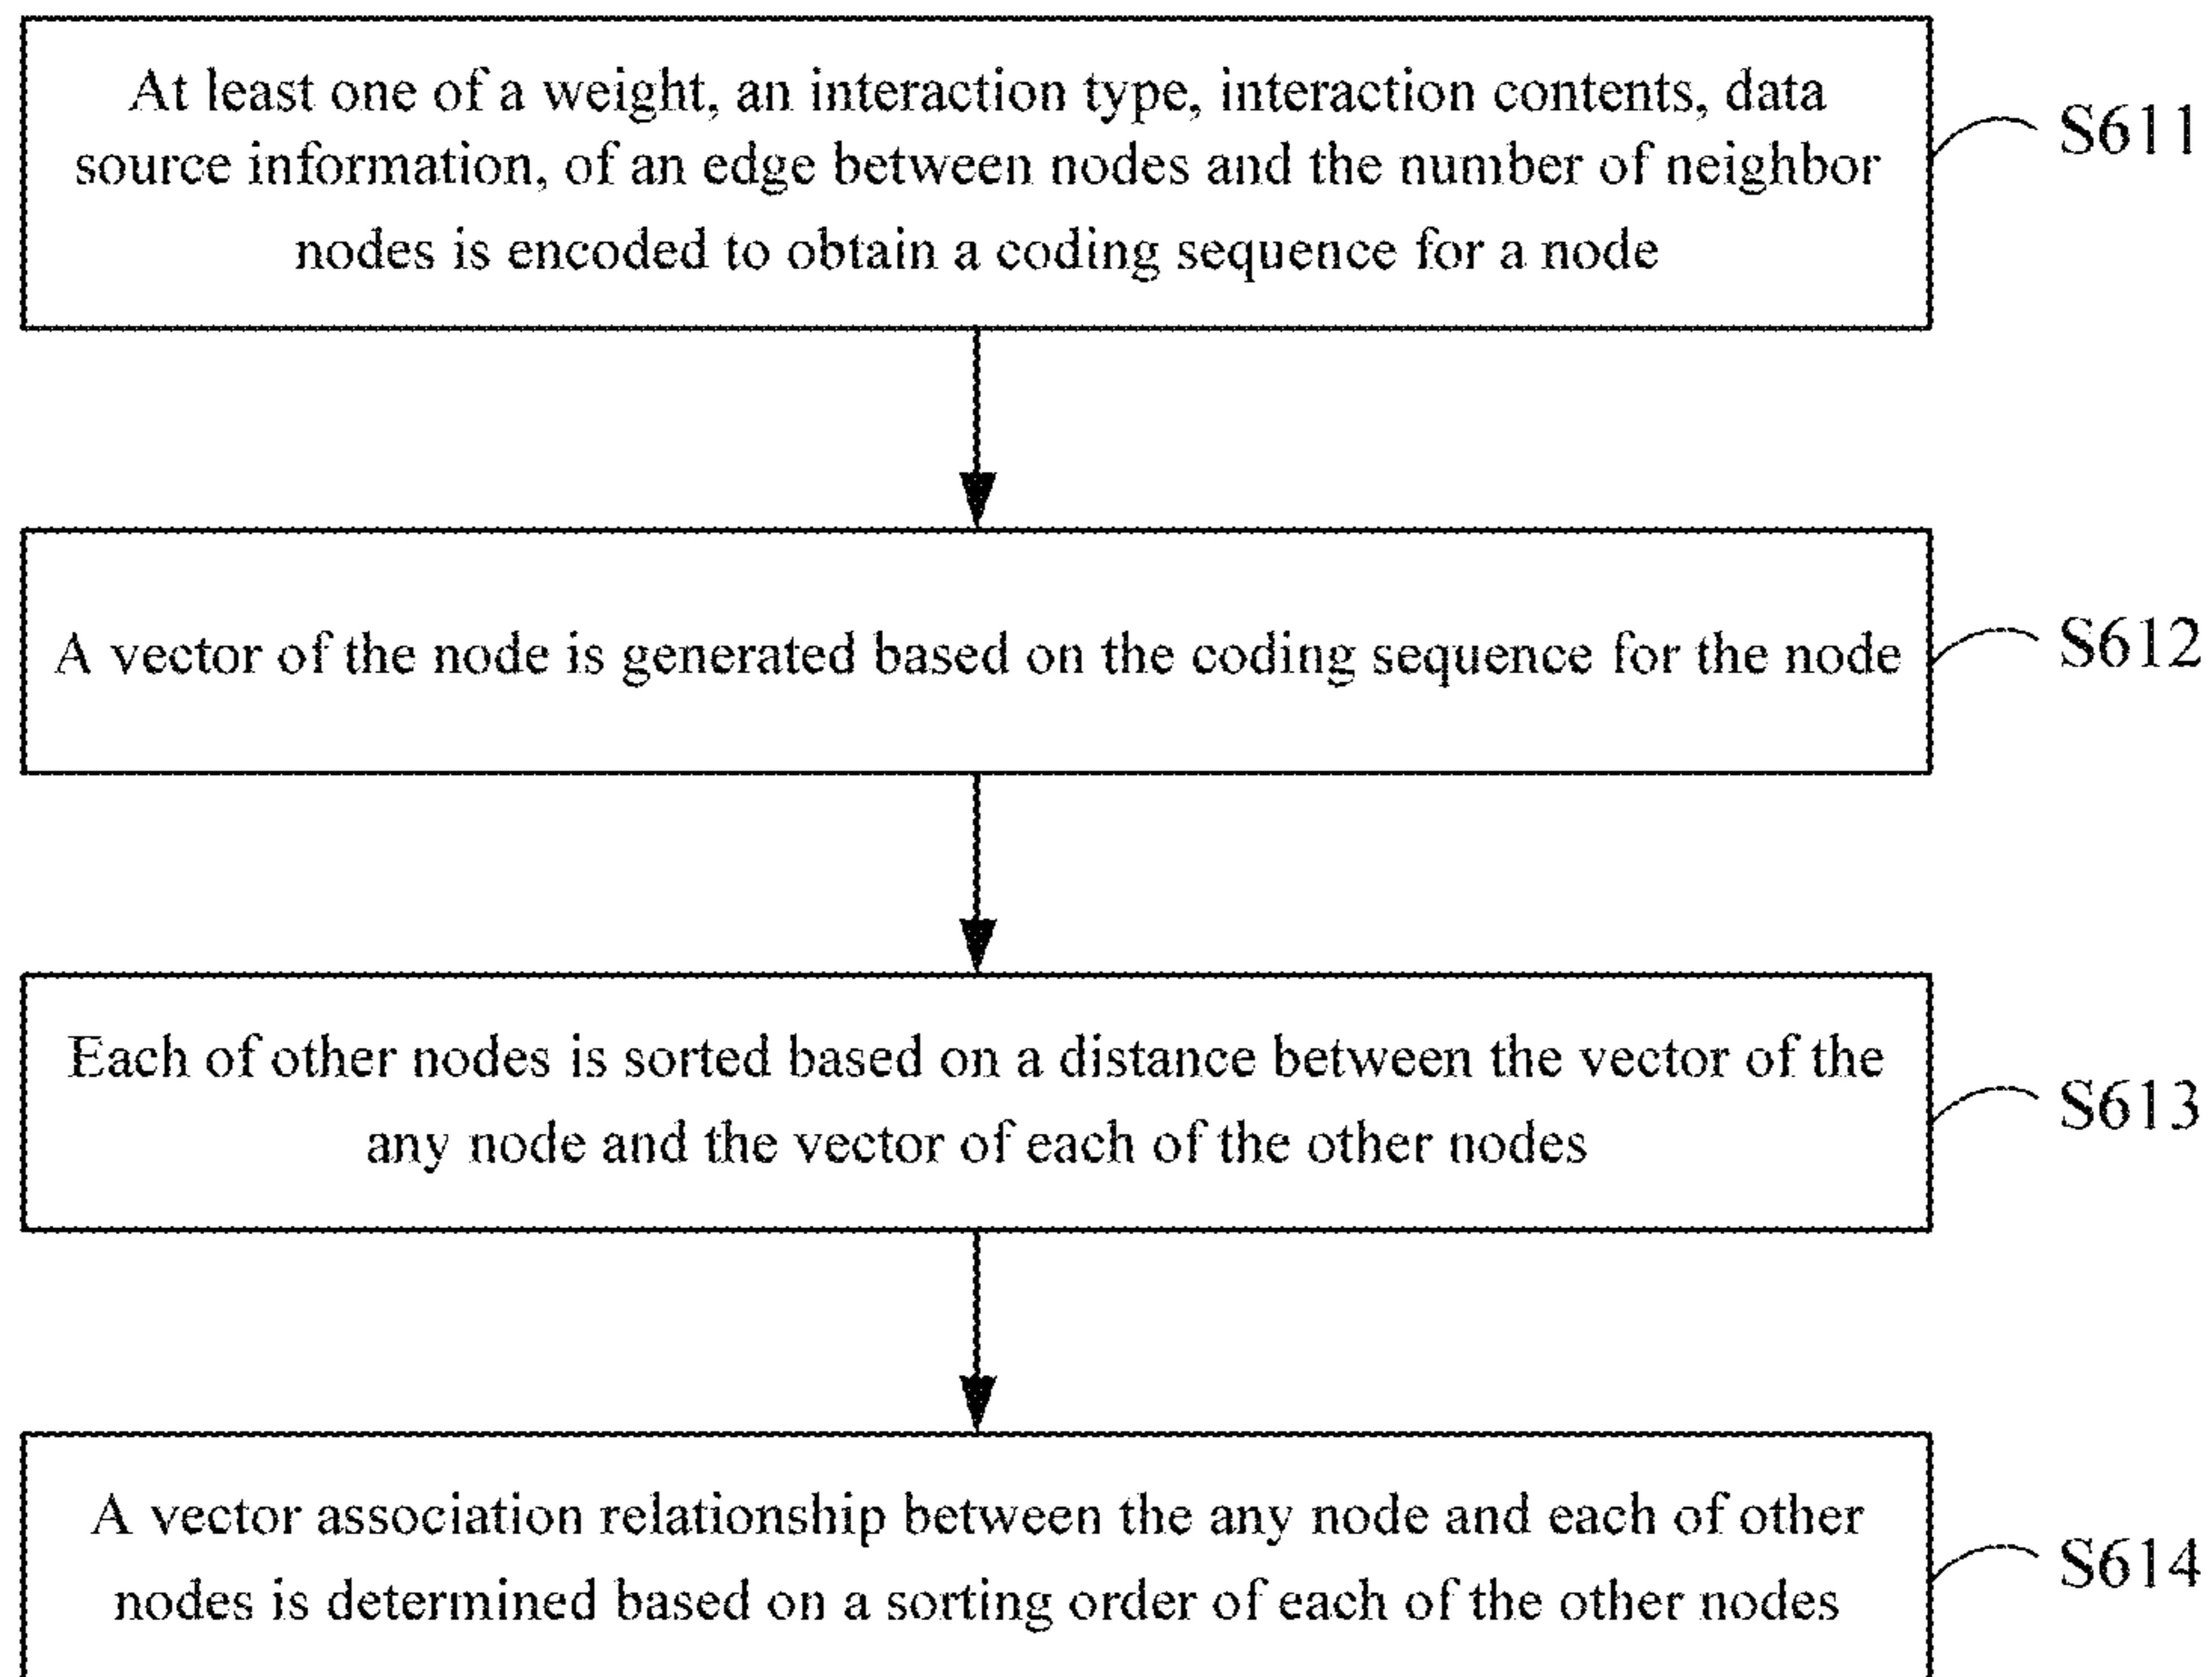 At least one of a weight, an interaction type, interaction contents, data
source information, of an edge between nodes and the number of neighbor
nodes is encoded to obtain a coding sequence for a node
S611
A vector of the node is generated based on the coding sequence for the node
S612
Each of other nodes is sorted based on a distance between the vector of the
any node and the vector of each of the other nodes
S613
A vector association relationship between the any node and each of other
nodes is determined based on a sorting order of each of the other nodes
S614